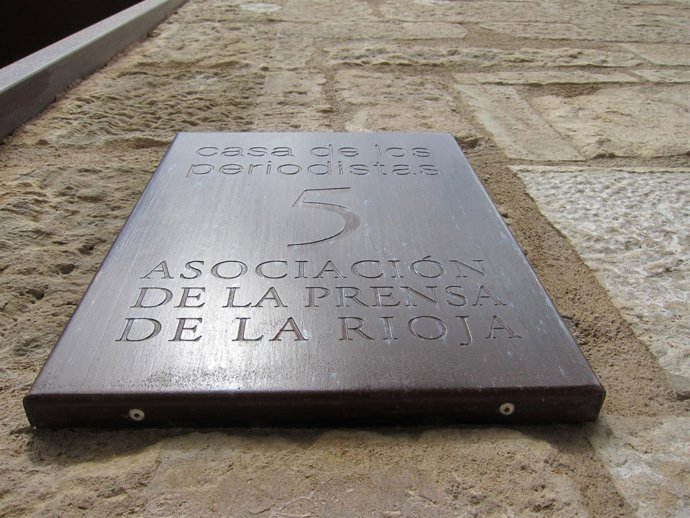 casa de los
periodistas
5
ASOCIACIÓN
DE LA PRENSA
DE LA RIOJA